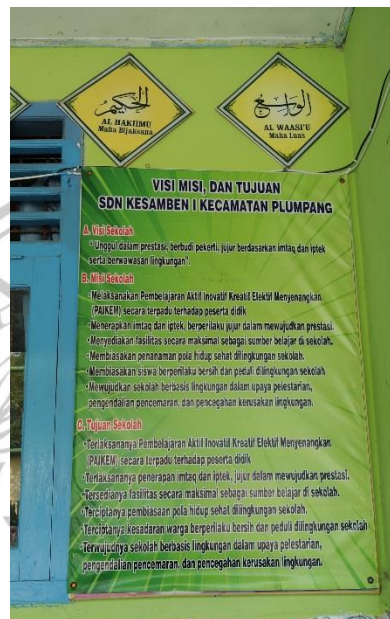 الحكيم
AL HAKIIMU
Maha Bijaksana
الواسع
AL WAASI'U
Maha Luas
VISI MISI, DAN TUJUAN
SDN KESAMBEN I KECAMATAN PLUMPANG
A. Visi Sekolah
" Unggul dalam prestasi, berbudi pekerti, jujur berdasarkan imtaq dan iptek
serta berwawasan lingkungan".
B. Misi Sekolah
•Melaksanakan Pembelajaran Aktif Inovatif Kreatif Efektif Menyenangkan
(PAIKEM) secara terpadu terhadap peserta didik
•Menerapkan imtaq dan iptek, berperilaku jujur dalam mewujudkan prestasi.
•Menyediakan fasilitas secara maksimal sebagai sumber belajar di sekolah.
•Membiasakan penanaman pola hidup sehat dilingkungan sekolah.
•Membiasakan siswa berperilaku bersih dan peduli dilingkungan sekolah
•Mewujudkan sekolah berbasis lingkungan dalam upaya pelestarian,
pengendalian pencemaran, dan pencegahan kerusakan lingkungan.
C. Tujuan Sekolah
•Terlaksananya Pembelajaran Aktif Inovatif Kreatif Efektif Menyenangkan
(PAIKEM) secara terpadu terhadap peserta didik
•Terlaksananya penerapan imtaq dan iptek, jujur dalam mewujudkan prestasi.
•Tersedianya fasilitas secara maksimal sebagai sumber belajar di sekolah.
•Terciptanya pembiasaan pola hidup sehat dilingkungan sekolah.
•Terciptanya kesadaran warga berperilaku bersih dan peduli dilingkungan sekolah
•Terwujudnya sekolah berbasis lingkungan dalam upaya pelestarian,
pengendalian pencemaran, dan pencegahan kerusakan lingkungan.